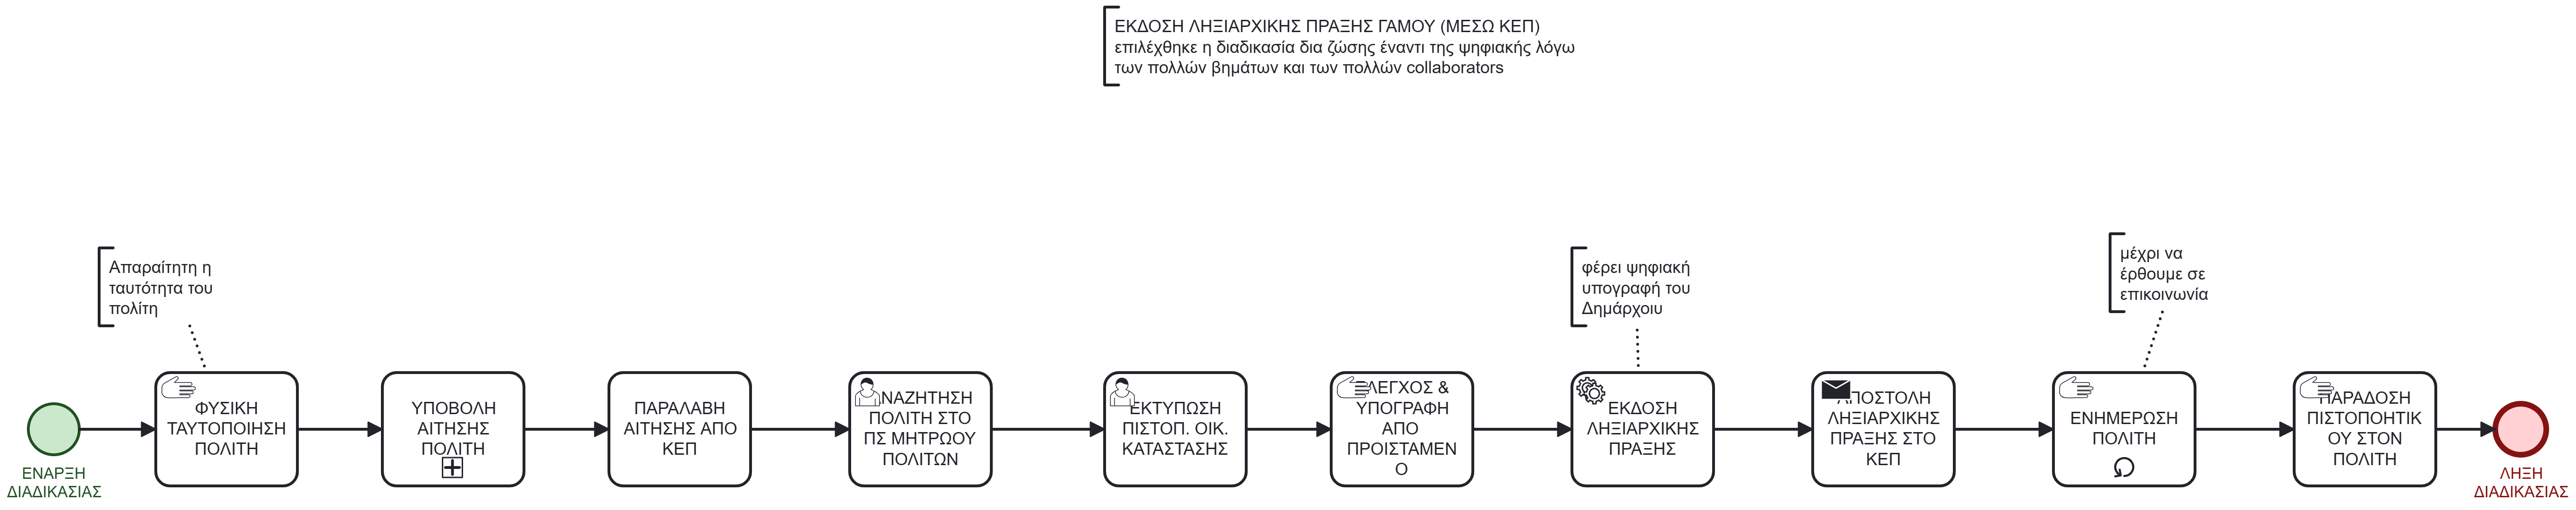 ΕΚΔΟΣΗ ΛΗΞΙΑΡΧΙΚΗΣ ΠΡΑΞΗΣ ΓΑΜΟΥ (ΜΕΣΩ ΚΕΠ)
επιλέχθηκε η διαδικασία δια ζώσης έναντι της ψηφιακής λόγω
των πολλών βημάτων και των πολλών collaborators
Απαραίτητη η
ταυτότητα του
πολίτη
φέρει ψηφιακή
υπογραφή του
Δημάρχοιυ
μέχρι να
έρθουμε σε
επικοινωνία
ΕΝΑΡΞΗ
ΔΙΑΔΙΚΑΣΙΑΣ
ΦΥΣΙΚΗ
ΤΑΥΤΟΠΟΙΗΣΗ
ΠΟΛΙΤΗ
ΥΠΟΒΟΛΗ
ΑΙΤΗΣΗΣ
ΠΟΛΙΤΗ
ΠΑΡΑΛΑΒΗ
ΑΙΤΗΣΗΣ ΑΠΟ
ΚΕΠ
ΑΝΑΖΗΤΗΣΗ
ΠΟΛΙΤΗ ΣΤΟ
ΠΣ ΜΗΤΡΩΟΥ
ΠΟΛΙΤΩΝ
ΕΚΤΥΠΩΣΗ
ΠΙΣΤΟΠ. ΟΙΚ.
ΚΑΤΑΣΤΑΣΗΣ
ΕΛΕΓΧΟΣ &
ΥΠΟΓΡΑΦΗ
ΑΠΟ
ΠΡΟΙΣΤΑΜΕΝ
Ο
ΕΚΔΟΣΗ
ΛΗΞΙΑΡΧΙΚΗΣ
ΠΡΑΞΗΣ
ΑΠΟΣΤΟΛΗ
ΛΗΞΙΑΡΧΙΚΗΣ
ΠΡΑΞΗΣ ΣΤΟ
ΚΕΠ
ΕΝΗΜΕΡΩΣΗ
ΠΟΛΙΤΗ
ΠΑΡΑΔΟΣΗ
ΠΙΣΤΟΠΟΗΤΙΚ
ΟΥ ΣΤΟΝ
ΠΟΛΙΤΗ
ΛΗΞΗ
ΔΙΑΔΙΚΑΣΙΑΣ